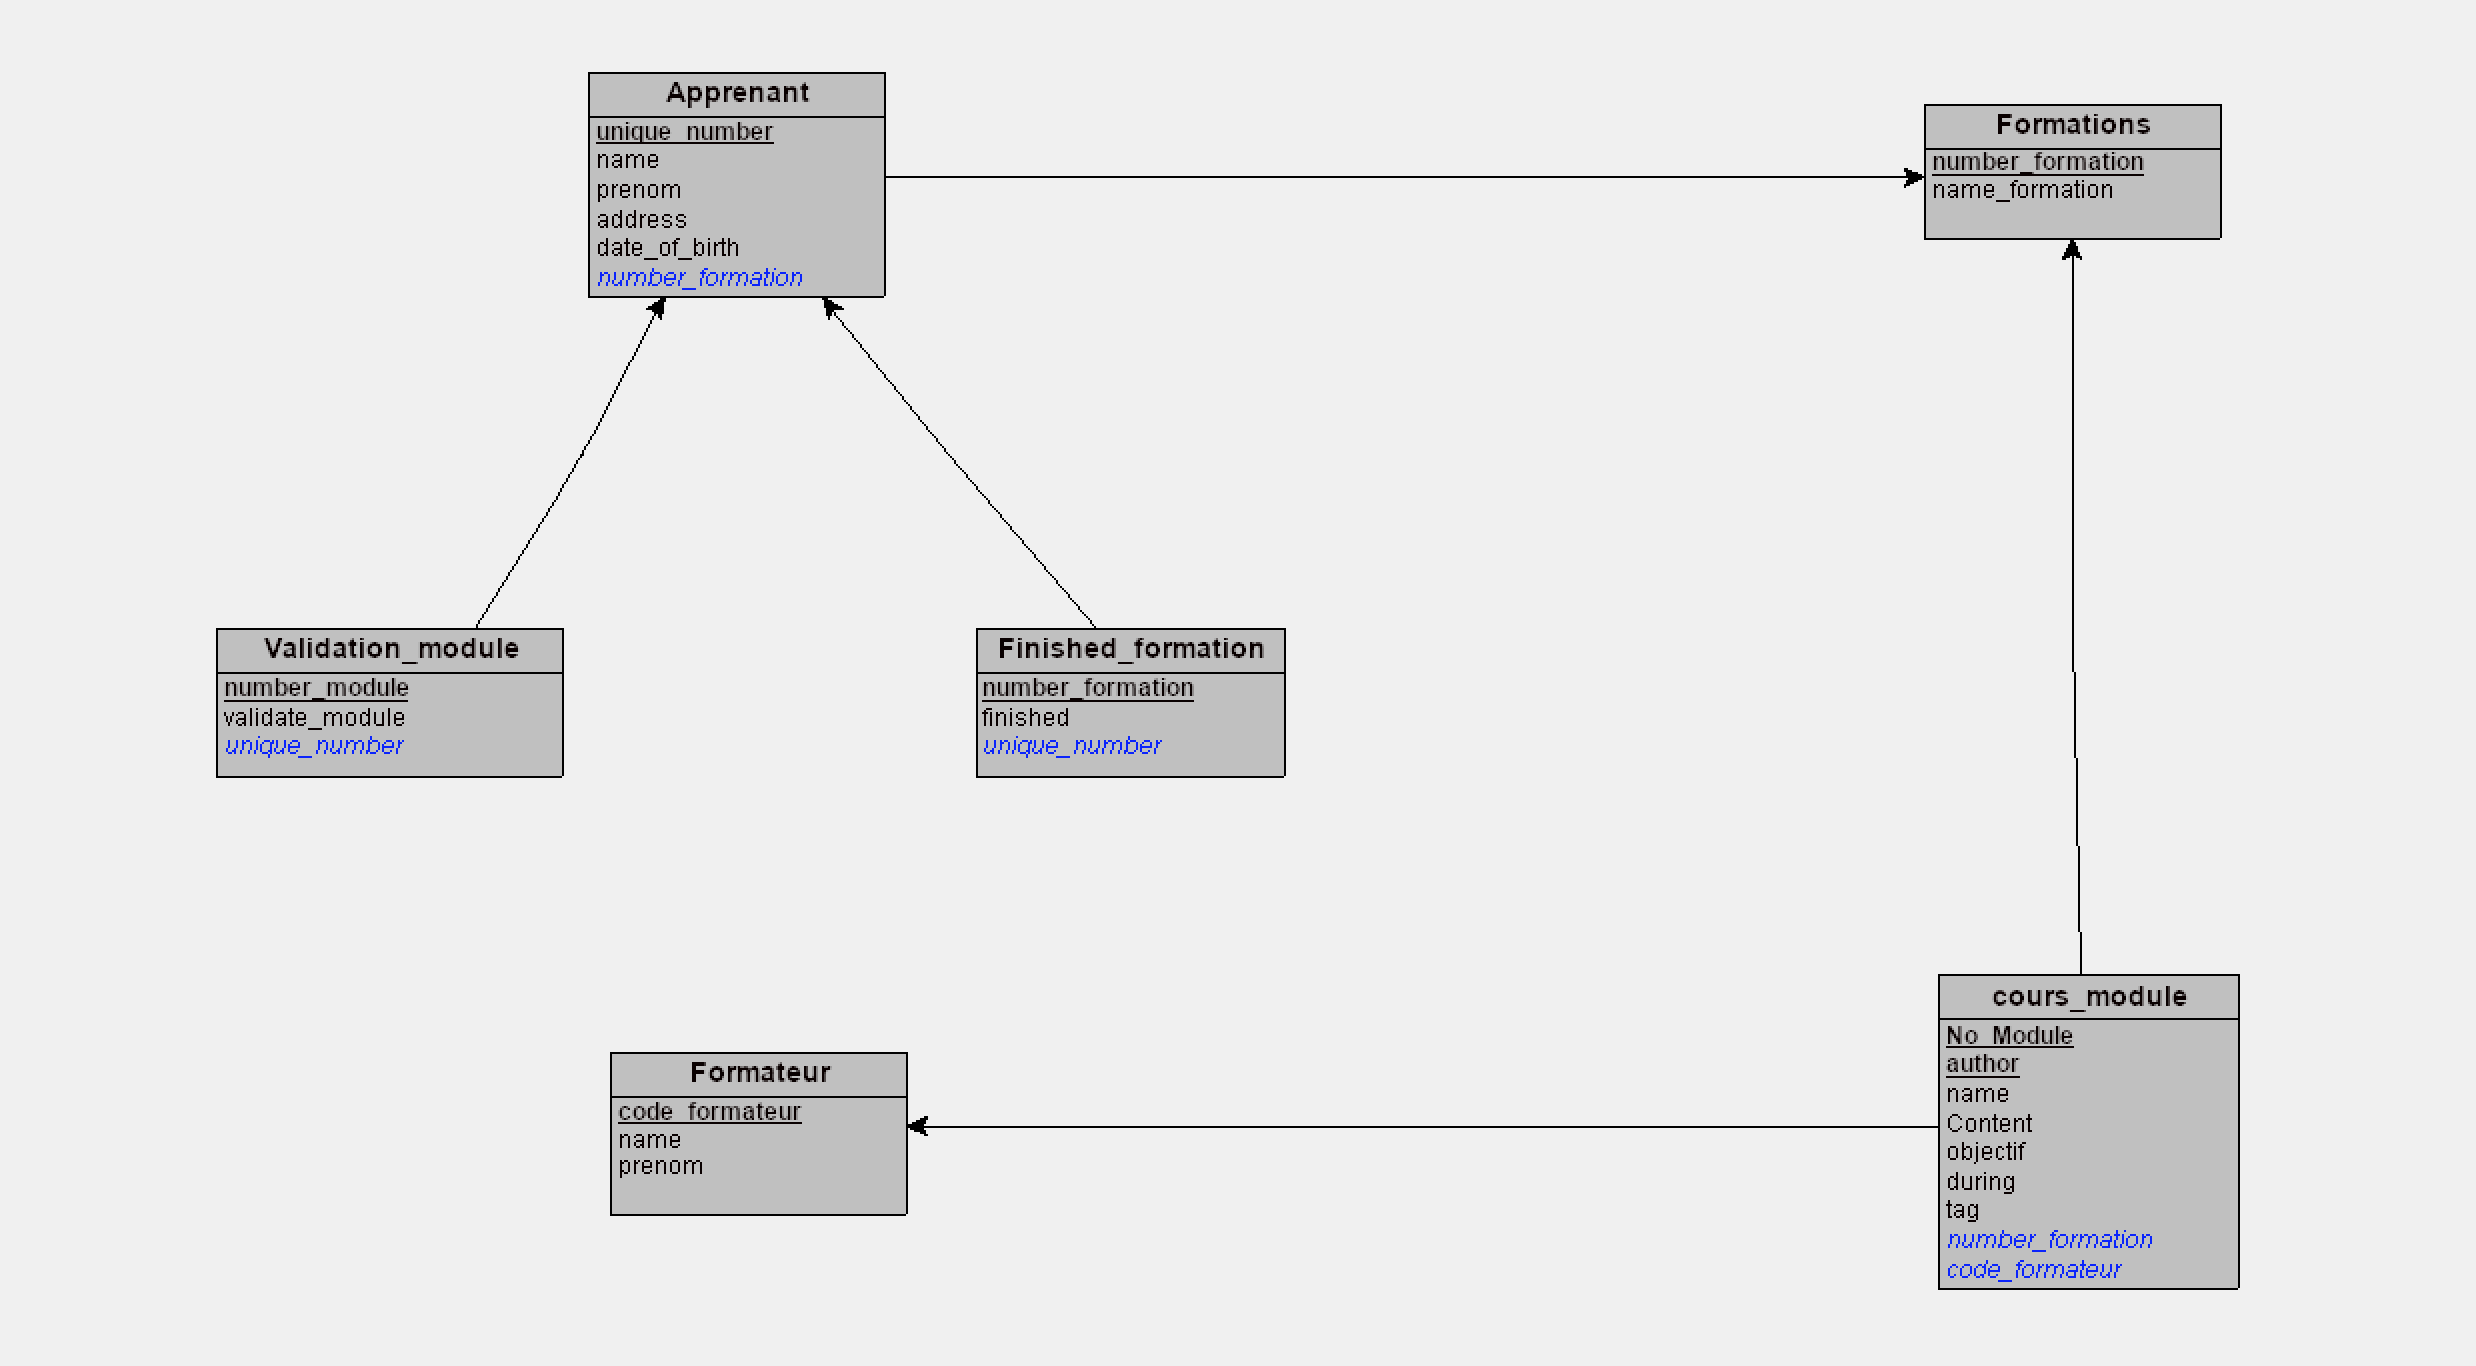 Apprenant
unique_number
name
prenom
address
date_of_birth
number_formation
Formations
number_formation
name_formation
Validation_module
number_module
validate_module
unique_number
Finished_formation
number_formation
finished
unique_number
Formateur
code_formateur
name
prenom
cours_module
No_Module
author
name
Content
objectif
during
tag
number_formation
code_formateur